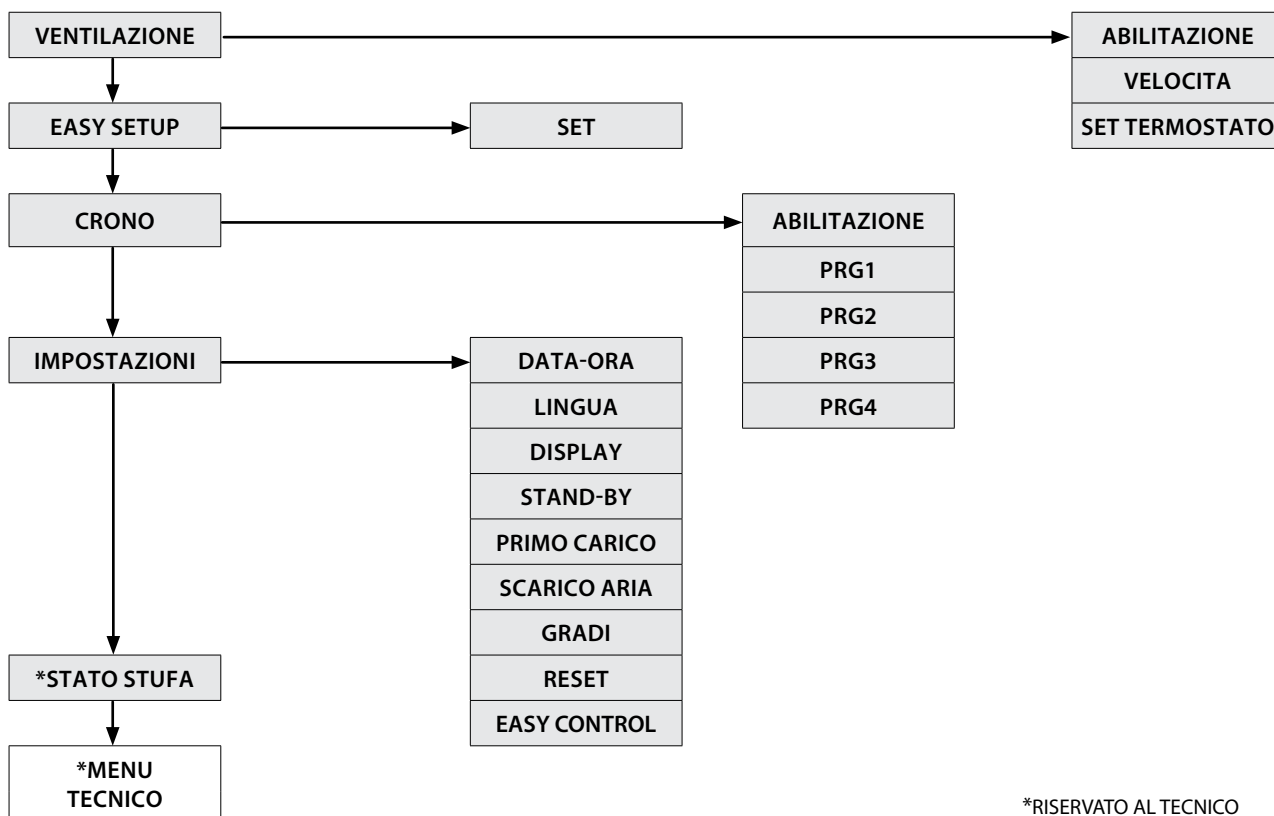 VENTILAZIONE
ABILITAZIONE
VELOCITA
SET TERMOSTATO
EASY SETUP
SET
CRONO
ABILITAZIONE
PRG1
PRG2
PRG3
PRG4
IMPOSTAZIONI
DATA-ORA
LINGUA
DISPLAY
STAND-BY
PRIMO CARICO
SCARICO ARIA
GRADI
RESET
EASY CONTROL
*STATO STUFA
*MENU
TECNICO
*RISERVATO AL TECNICO